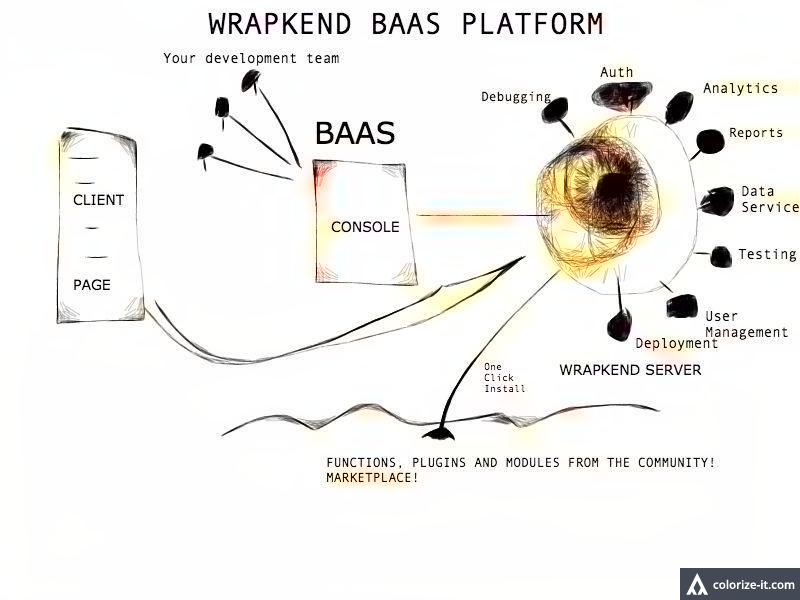 WRAPKEND BAAS PLATFORM
Your development team
Auth
Debugging
Analytics
BAAS
Reports
CLIENT
PAGE
CONSOLE
Data
Service
Testing
User
Management
Deployment
One
Click
Install
WRAPKEND SERVER
FUNCTIONS, PLUGINS AND MODULES FROM THE COMMUNITY!
MARKETPLACE!
colorize-it.com